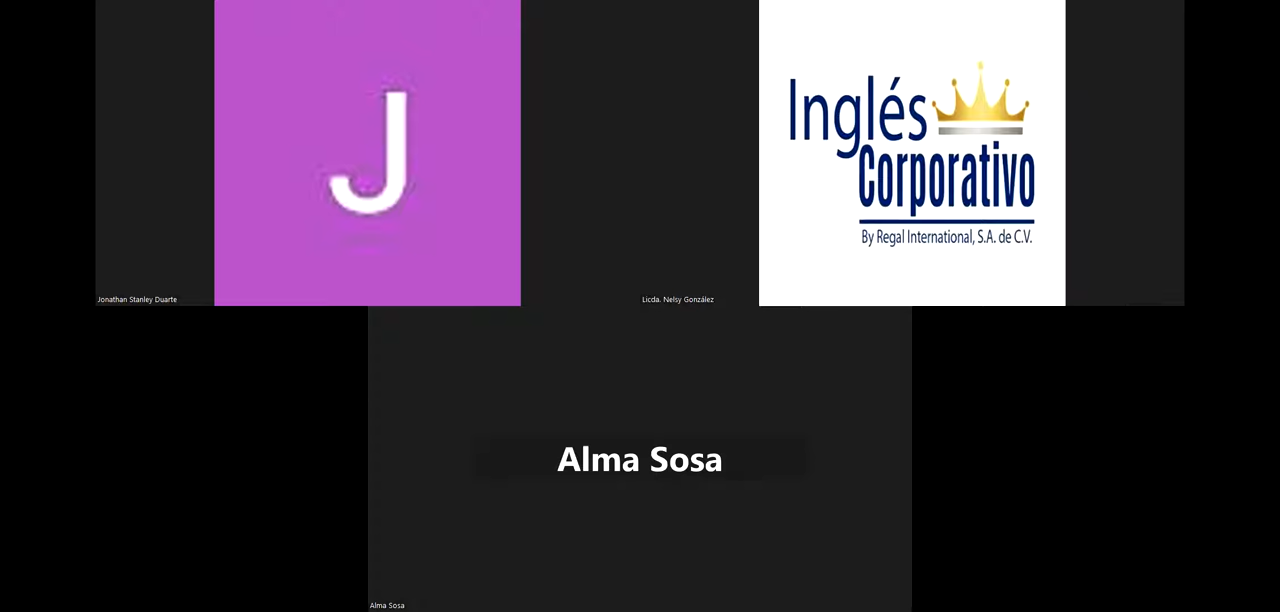 J
Jonathan Stanley Duarte
Inglés
Corporativo
By Regal International, S.A. de C.V.
Licda. Nelsy González
Alma Sosa
Alma Sosa